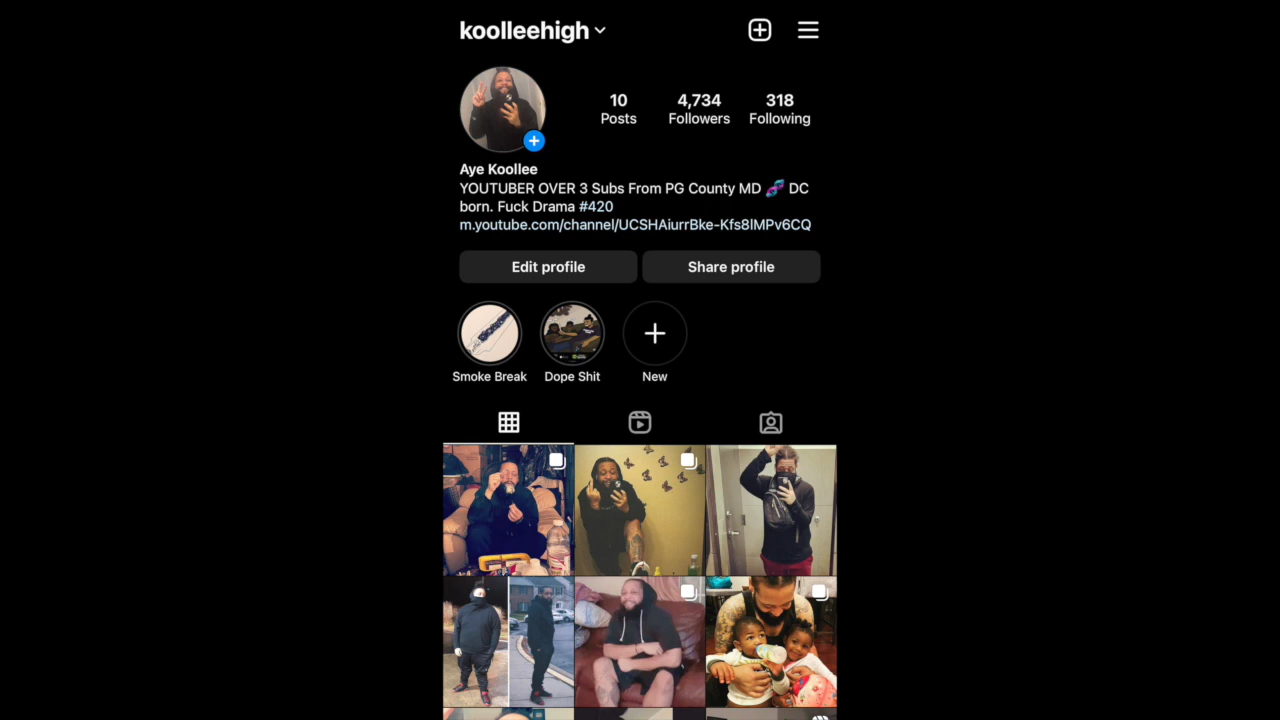 koolleehigh
10 4,734 318
Posts Followers Following
Aye Koollee
YOUTUBER OVER 3 Subs From PG County MD 🧬 DC
born. Fuck Drama #420
m.youtube.com/channel/UCSHAiurrBke-Kfs8IMPv6CQ
Edit profile Share profile
Smoke Break Dope Shit New